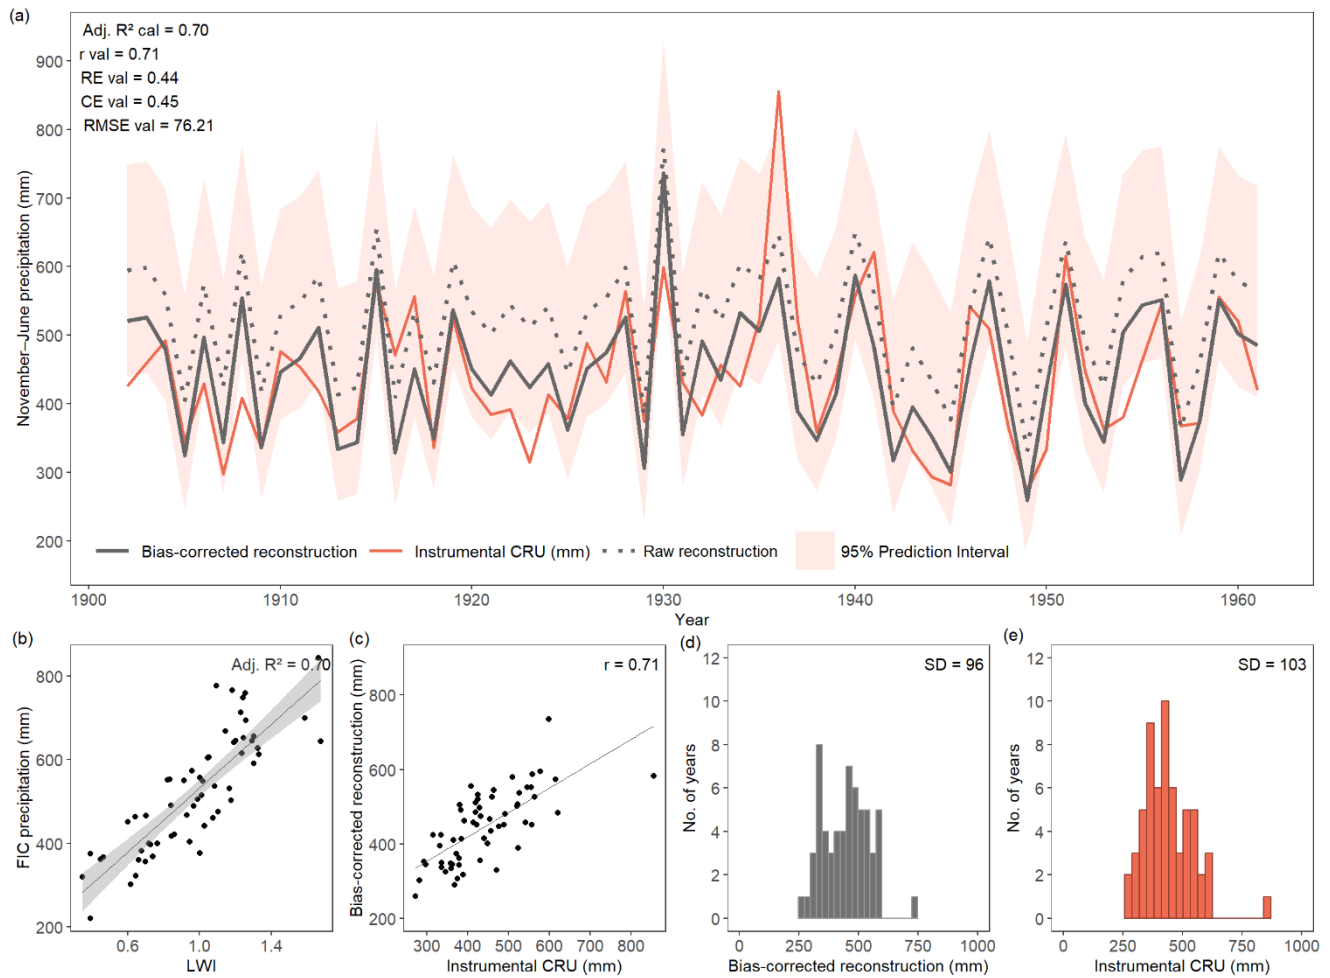 (a)
Adj. R² cal = 0.70
r val = 0.71
RE val = 0.44
CE val = 0.45
RMSE val = 76.21
November–June precipitation (mm)
900
800
700
600
500
400
300
200
Bias-corrected reconstruction
Instrumental CRU (mm)
Raw reconstruction
95% Prediction Interval
1900
1910
1920
1930
1940
1950
1960
Year
(b)
Adj. R² = 0.70
FIC precipitation (mm)
800
600
400
200
0.6
1.0
1.4
LWI
(c)
r = 0.71
Bias-corrected reconstruction (mm)
800
600
400
200
300
400
500
600
700
800
Instrumental CRU (mm)
(d)
SD = 96
No. of years
12
10
8
6
4
2
0
0
250
500
750
1000
Bias-corrected reconstruction (mm)
(e)
SD = 103
No. of years
12
10
8
6
4
2
0
0
250
500
750
1000
Instrumental CRU (mm)